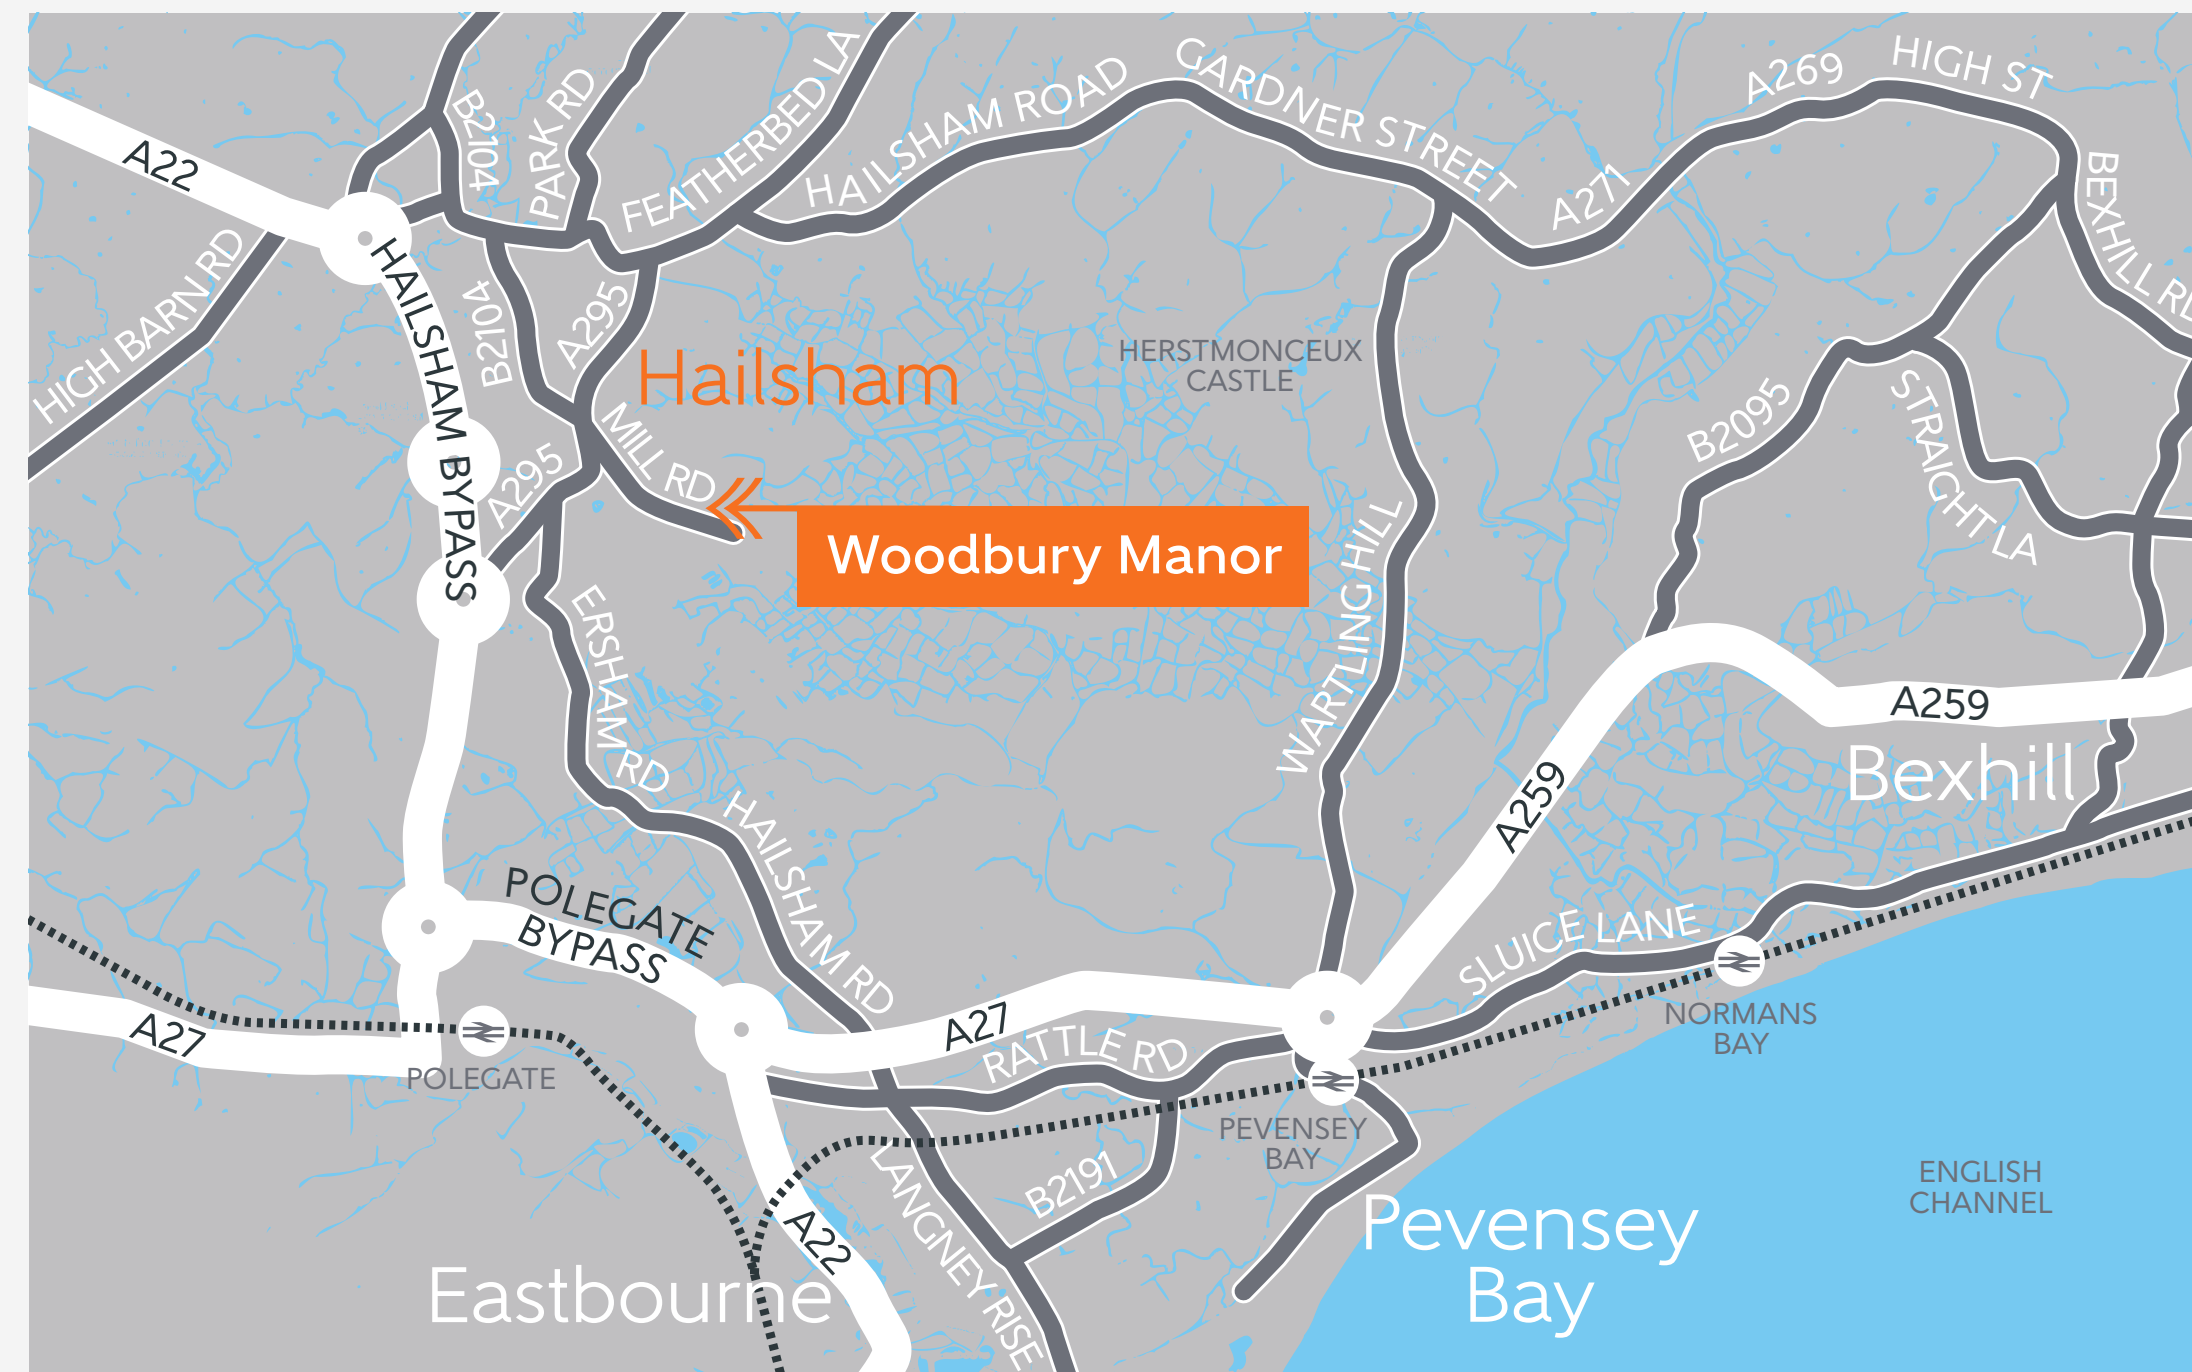 A22
B2104
PARK RD
FEATHERBED LA
HAILSHAM ROAD
GARDNER STREET
A271
A269
HIGH ST
BEXHILL RD
HIGH BARN RD
HAILSHAM BYPASS
B2104
A295
Hailsham
HERSTMONCEUX
CASTLE
B2095
STRAIGHT LA
A295
MILL RD
Woodbury Manor
WARTLING HILL
ERSHAM RD
A259
A259
Bexhill
HAILSHAM RD
POLEGATE
BYPASS
SLUICE LANE
NORMANS
BAY
A27
A27
RATTLE RD
POLEGATE
PEVENSEY
BAY
B2191
ENGLISH
CHANNEL
LANGNEY RISE
A22
Pevensey
Bay
Eastbourne